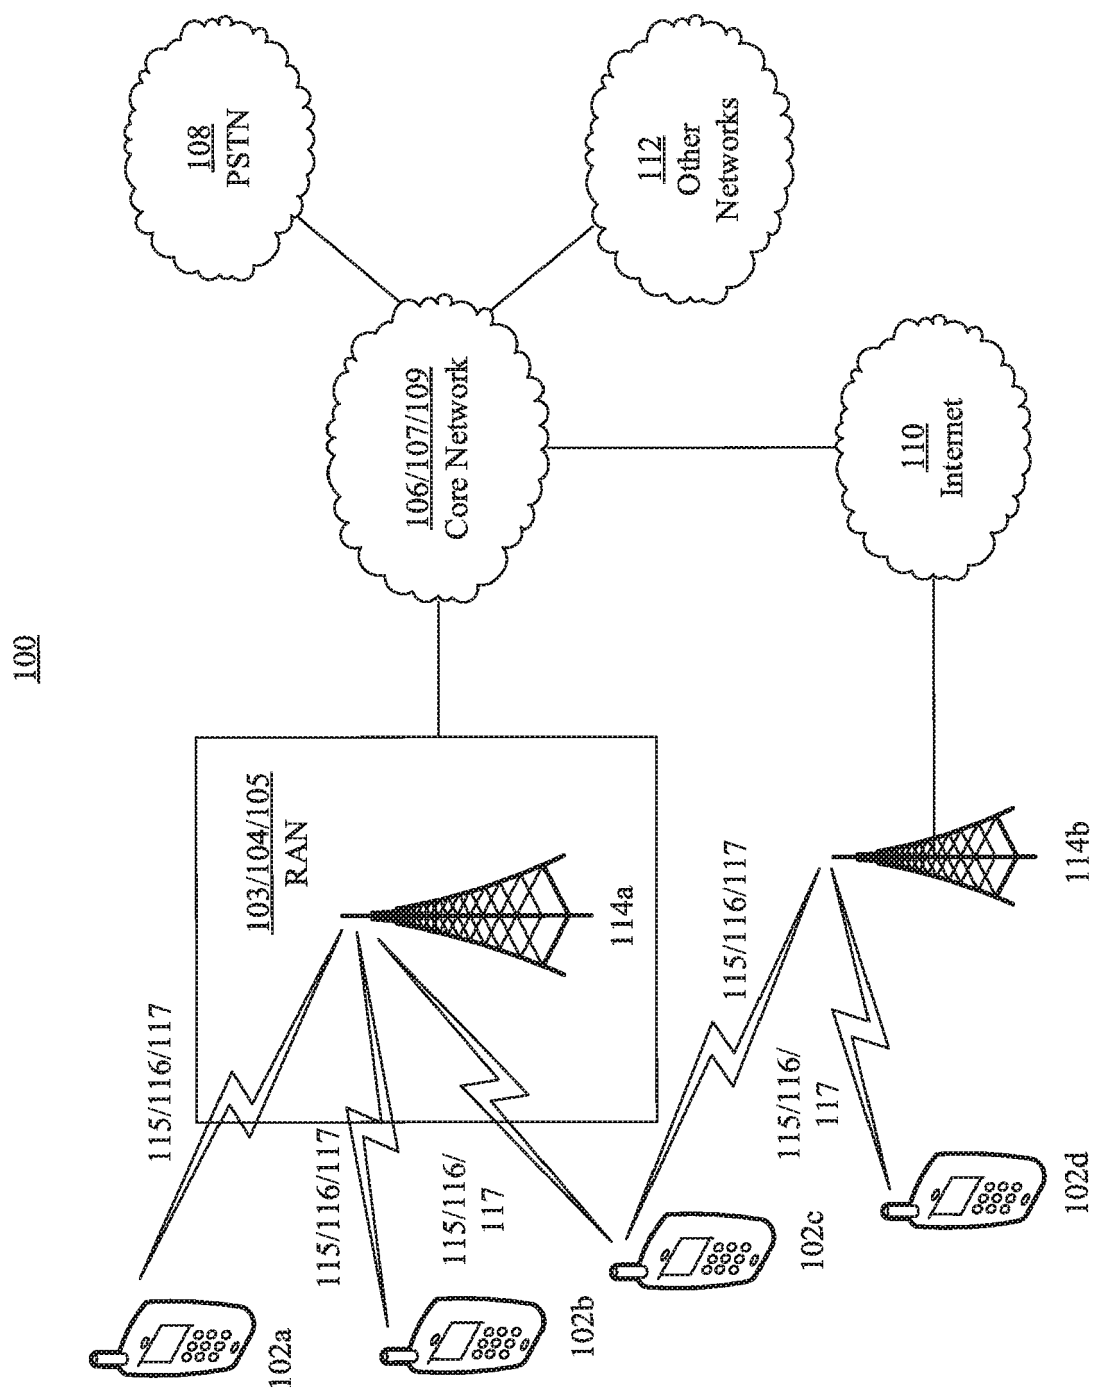 100
108
PSTN
112
Other
Networks
106/107/109
Core Network
110
Internet
103/104/105
RAN
114a
114b
115/116/117
115/116/117
115/116/
117
115/116/117
115/116/
117
102a
102b
102c
102d